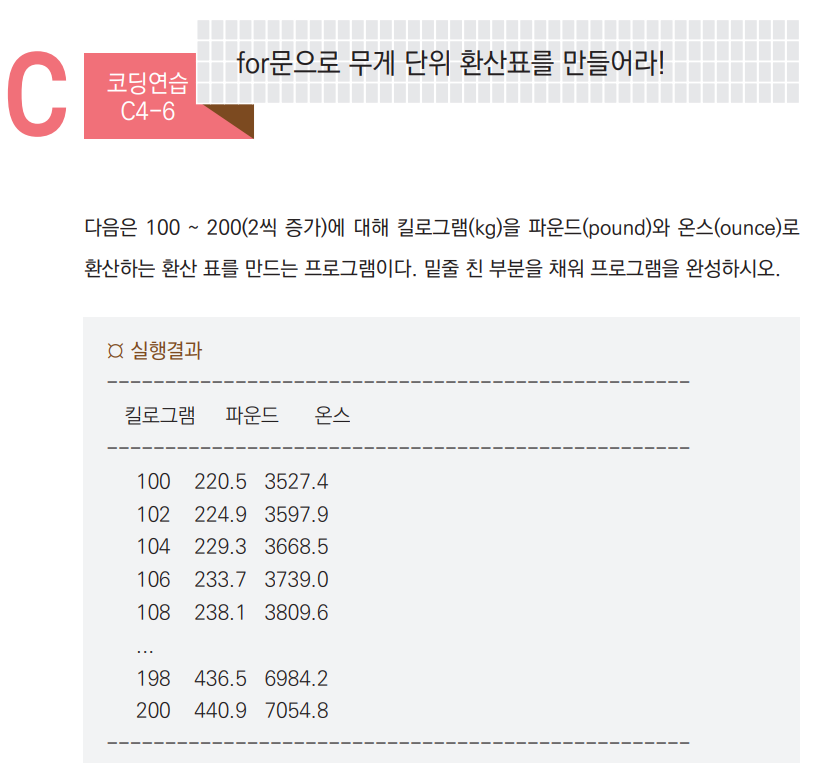 C
코딩연습
C4-6
for문으로 무게 단위 환산표를 만들어라!
다음은 100 ~ 200(2씩 증가)에 대해 킬로그램(kg)을 파운드(pound)와 온스(ounce)로
환산하는 환산 표를 만드는 프로그램이다. 밑줄 친 부분을 채워 프로그램을 완성하시오.
¤ 실행결과
--------------------------------------------------
킬로그램 파운드 온스
--------------------------------------------------
100 220.5 3527.4
102 224.9 3597.9
104 229.3 3668.5
106 233.7 3739.0
108 238.1 3809.6
...
198 436.5 6984.2
200 440.9 7054.8
--------------------------------------------------